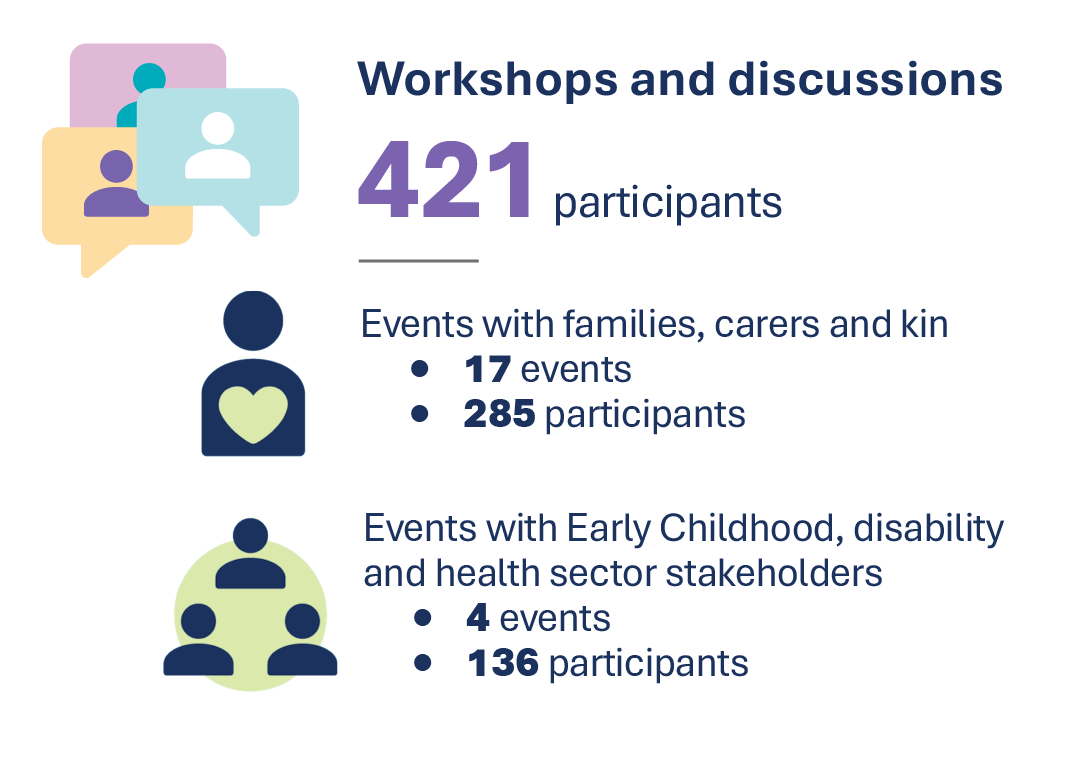 Workshops and discussions
421 participants
Events with families, carers and kin
• 17 events
• 285 participants
Events with Early Childhood, disability
and health sector stakeholders
• 4 events
• 136 participants